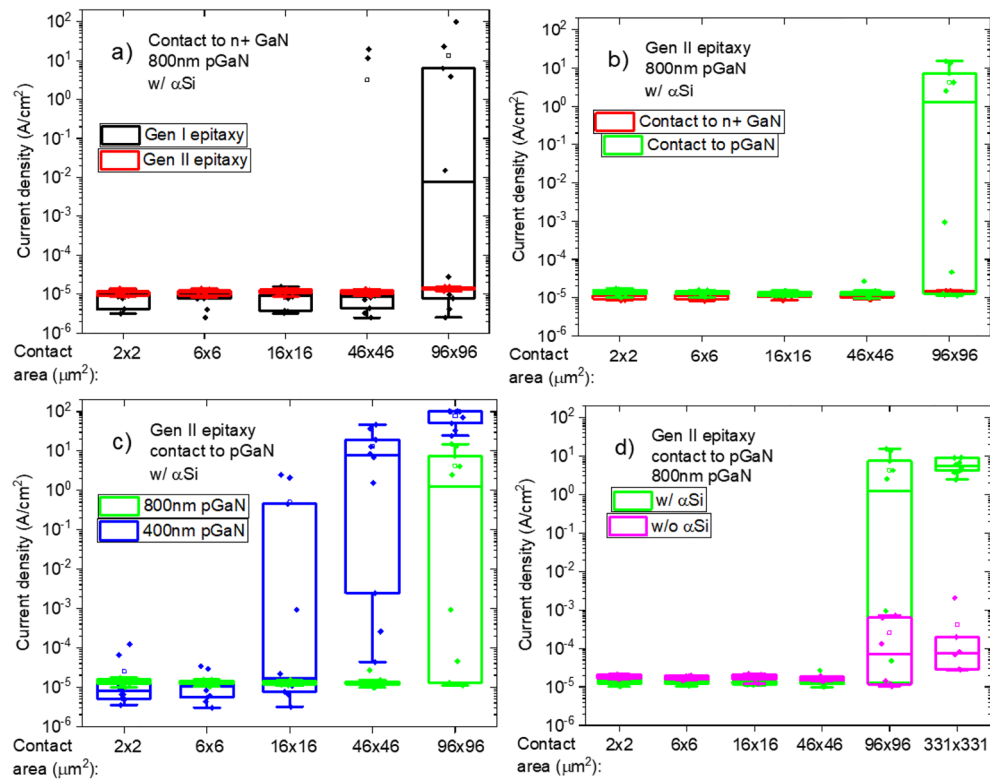 a)
Contact to n+ GaN
800nm pGaN
w/ αSi
Gen I epitaxy
Gen II epitaxy
Current density (A/cm²)
10²
10¹
10⁰
10⁻¹
10⁻²
10⁻³
10⁻⁴
10⁻⁵
10⁻⁶
Contact 2x2 6x6 16x16 46x46 96x96
area (μm²):
b)
Gen II epitaxy
800nm pGaN
w/ αSi
Contact to n+ GaN
Contact to pGaN
Current density (A/cm²)
10²
10¹
10⁰
10⁻¹
10⁻²
10⁻³
10⁻⁴
10⁻⁵
10⁻⁶
Contact 2x2 6x6 16x16 46x46 96x96
area (μm²):
c)
Gen II epitaxy
contact to pGaN
w/ αSi
800nm pGaN
400nm pGaN
Current density (A/cm²)
10²
10¹
10⁰
10⁻¹
10⁻²
10⁻³
10⁻⁴
10⁻⁵
10⁻⁶
Contact 2x2 6x6 16x16 46x46 96x96
area (μm²):
d)
Gen II epitaxy
contact to pGaN
800nm pGaN
w/ αSi
w/o αSi
Current density (A/cm²)
10²
10¹
10⁰
10⁻¹
10⁻²
10⁻³
10⁻⁴
10⁻⁵
10⁻⁶
Contact 2x2 6x6 16x16 46x46 96x96 331x331
area (μm²):